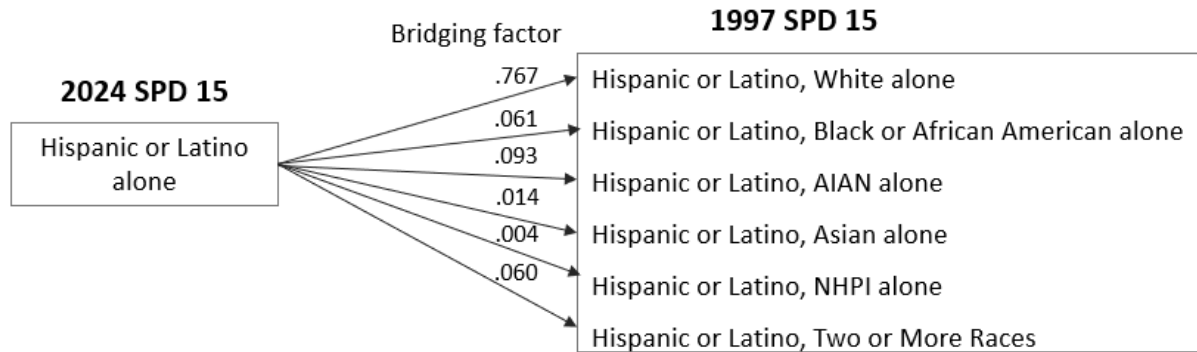 1997 SPD 15
Bridging factor
2024 SPD 15
Hispanic or Latino
alone
.767
.061
.093
.014
.004
.060
Hispanic or Latino, White alone
Hispanic or Latino, Black or African American alone
Hispanic or Latino, AIAN alone
Hispanic or Latino, Asian alone
Hispanic or Latino, NHPI alone
Hispanic or Latino, Two or More Races